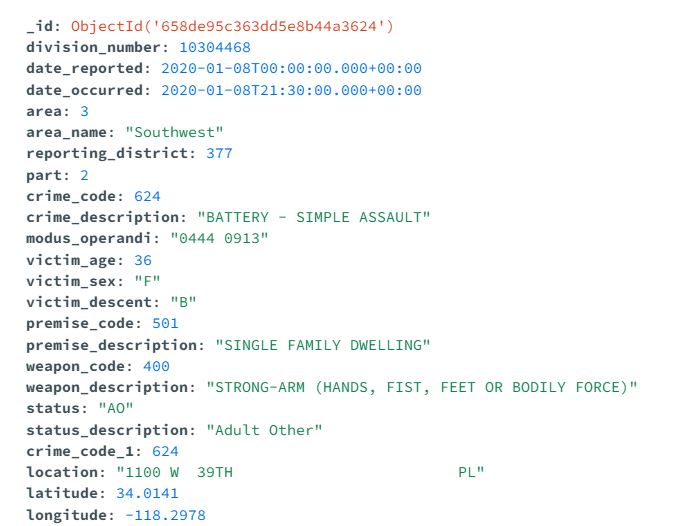 _id: ObjectId('658de95c363dd5e8b44a3624')
division_number: 10304468
date_reported: 2020-01-08T00:00:00.000+00:00
date_occurred: 2020-01-08T21:30:00.000+00:00
area: 3
area_name: "Southwest"
reporting_district: 377
part: 2
crime_code: 624
crime_description: "BATTERY - SIMPLE ASSAULT"
modus_operandi: "0444 0913"
victim_age: 36
victim_sex: "F"
victim_descent: "B"
premise_code: 501
premise_description: "SINGLE FAMILY DWELLING"
weapon_code: 400
weapon_description: "STRONG-ARM (HANDS, FIST, FEET OR BODILY FORCE)"
status: "AO"
status_description: "Adult Other"
crime_code_1: 624
location: "1100 W  39TH                         PL"
latitude: 34.0141
longitude: -118.2978